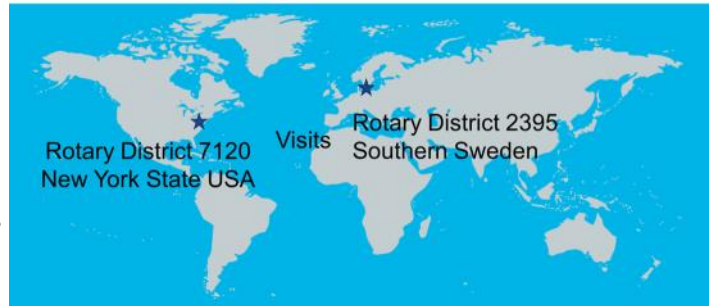 Rotary District 7120
New York State USA
Visits
Rotary District 2395
Southern Sweden